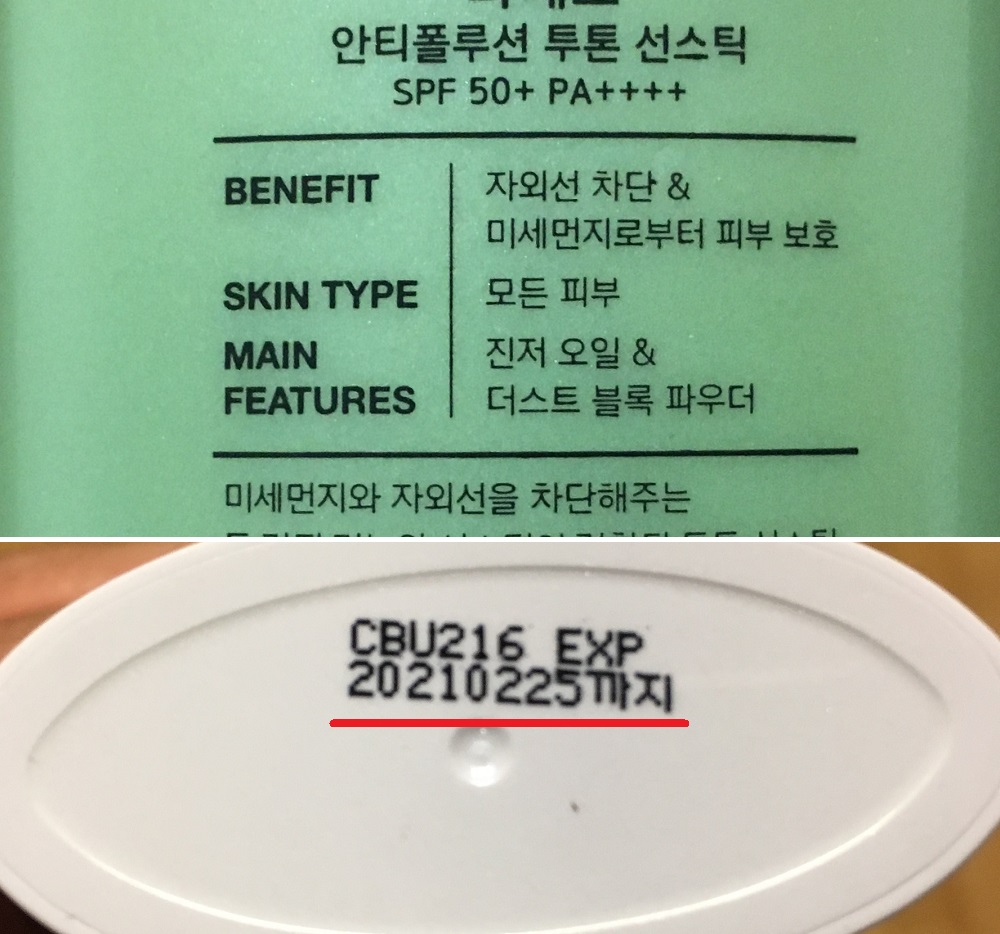 안티폴루션 투톤 선스틱
SPF 50+ PA++++
BENEFIT 자외선 차단 &
미세먼지로부터 피부 보호
SKIN TYPE 모든 피부
MAIN 진저 오일 &
FEATURES 더스트 블록 파우더
미세먼지와 자외선을 차단해주는
CBU216 EXP
20210225까지